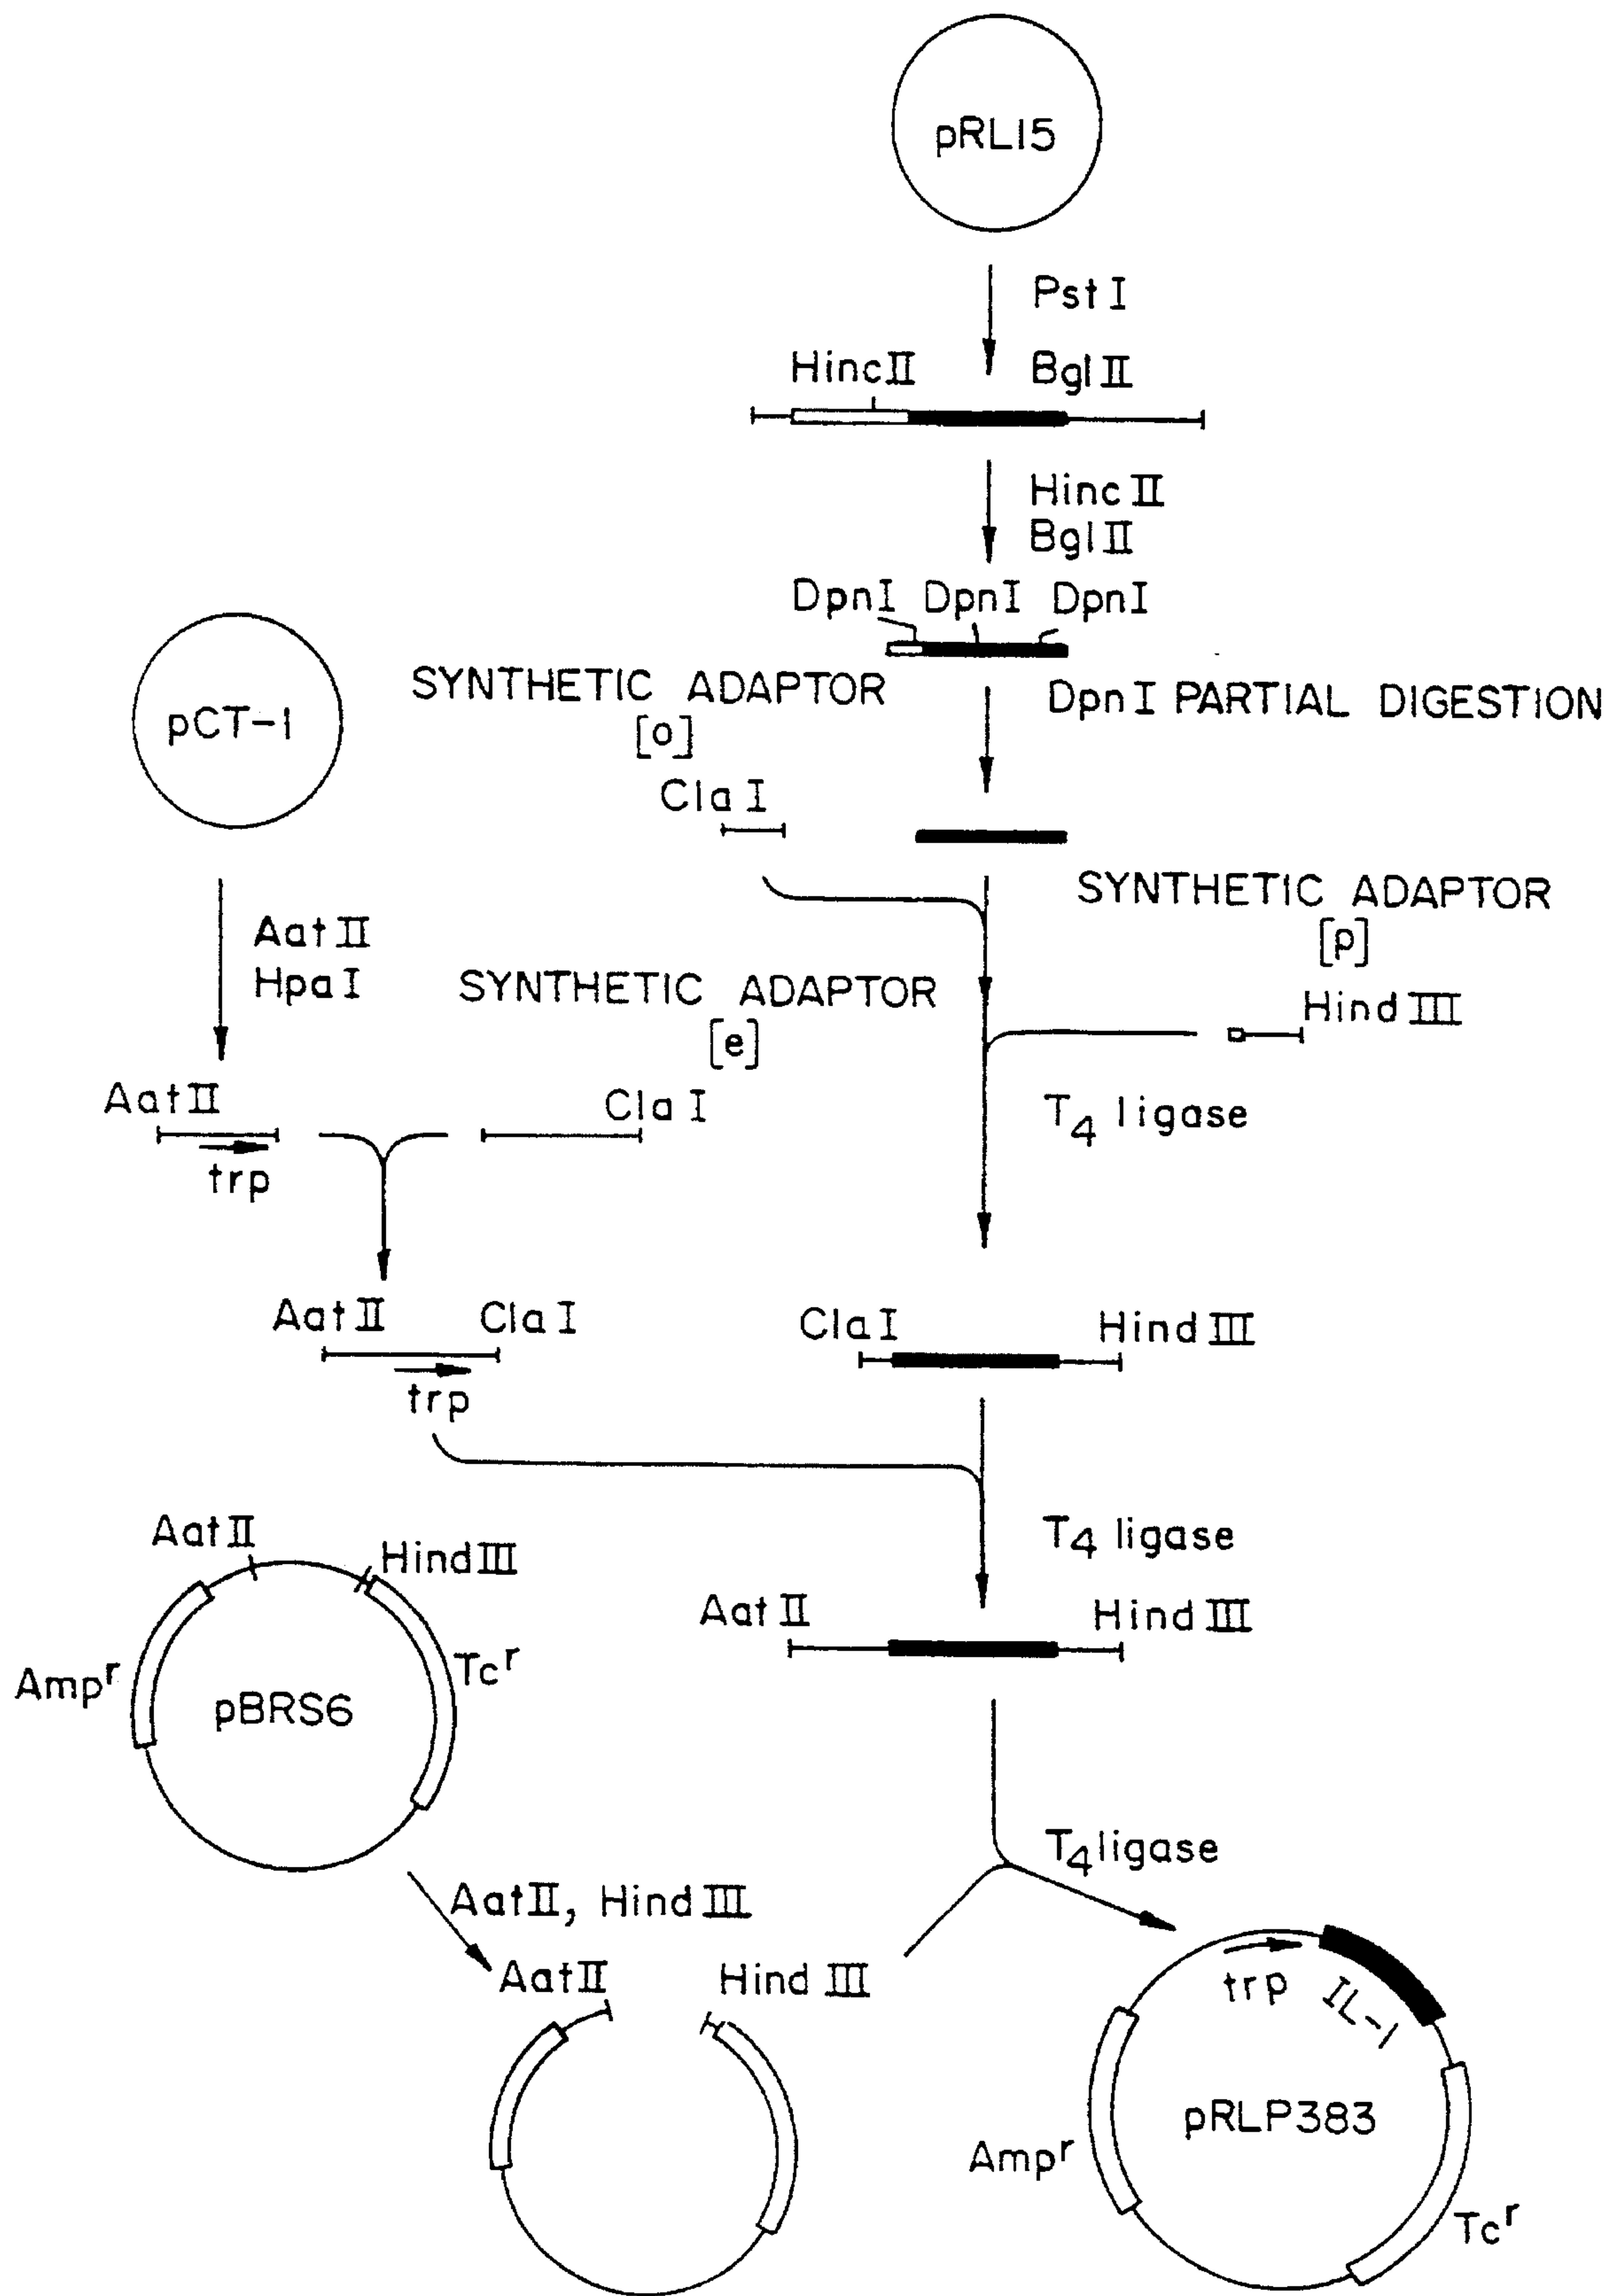 pRL15
Pst I
Hinc II
Bgl II
Hinc II
Bgl II
DpnI DpnI DpnI
pCT-1
SYNTHETIC ADAPTOR
[o]
DpnI PARTIAL DIGESTION
Cla I
SYNTHETIC ADAPTOR
[p]
Aat II
Hpa I
SYNTHETIC ADAPTOR
[e]
Hind III
Aat II
Cla I
T4 ligase
trp
Aat II
Cla I
Cla I
Hind III
trp
Aat II
Hind III
T4 ligase
Aat II
Hind III
Ampr
Tcr
pBRS6
T4 ligase
Aat II, Hind III
Aat II
Hind III
trp
IL-1
pRLP383
Ampr
Tcr